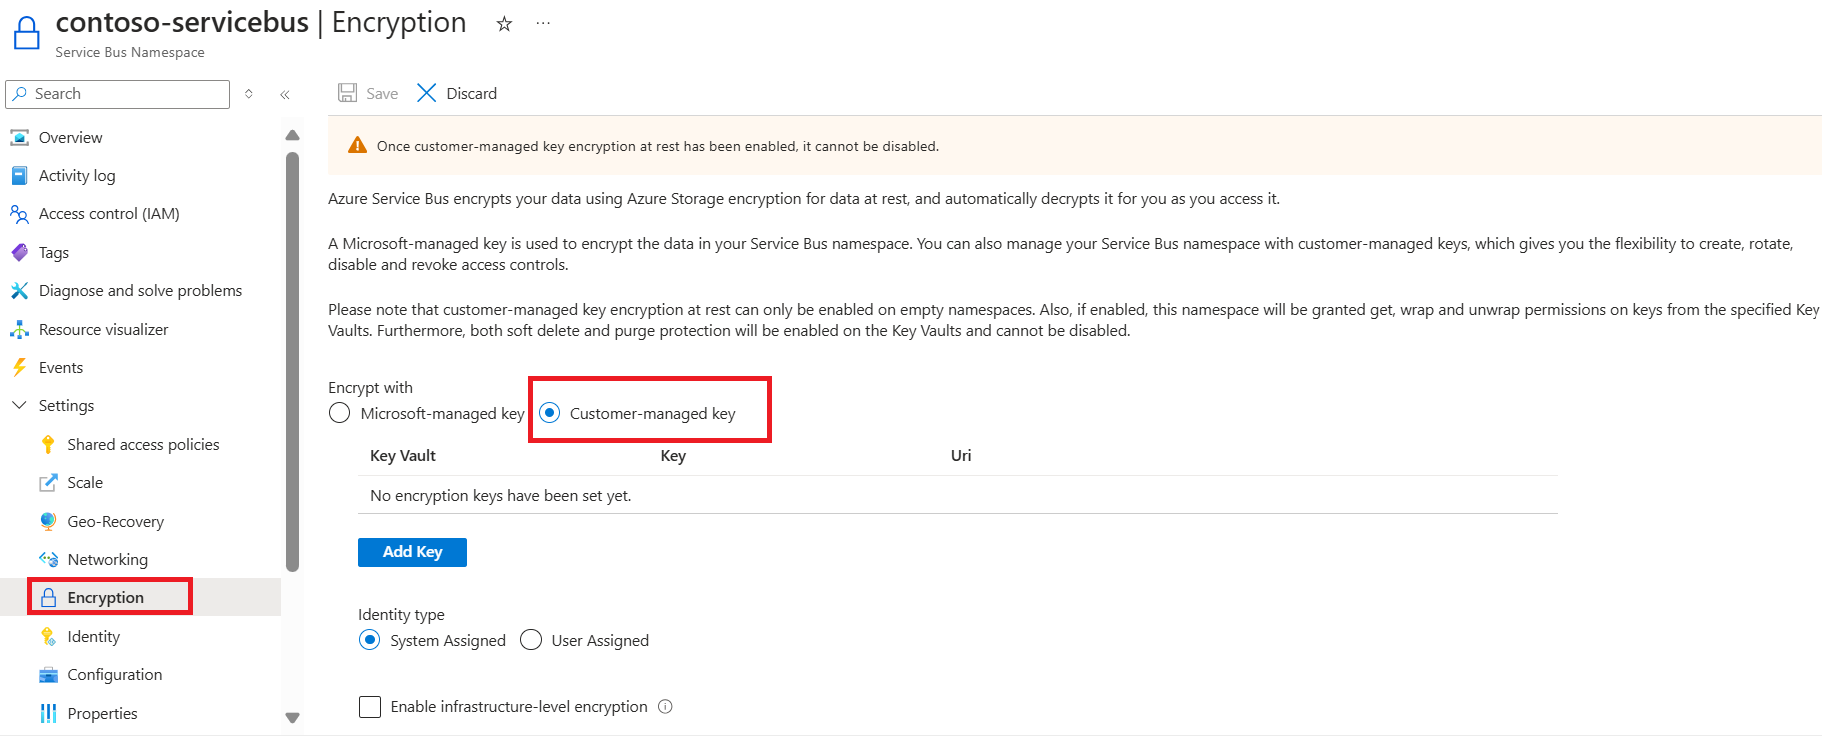 contoso-servicebus | Encryption
Service Bus Namespace
Search
Overview
Activity log
Access control (IAM)
Tags
Diagnose and solve problems
Resource visualizer
Events
Settings
Shared access policies
Scale
Geo-Recovery
Networking
Encryption
Identity
Configuration
Properties
Save
Discard
Once customer-managed key encryption at rest has been enabled, it cannot be disabled.
Azure Service Bus encrypts your data using Azure Storage encryption for data at rest, and automatically decrypts it for you as you access it.
A Microsoft-managed key is used to encrypt the data in your Service Bus namespace. You can also manage your Service Bus namespace with customer-managed keys, which gives you the flexibility to create, rotate,
disable and revoke access controls.
Please note that customer-managed key encryption at rest can only be enabled on empty namespaces. Also, if enabled, this namespace will be granted get, wrap and unwrap permissions on keys from the specified Key
Vaults. Furthermore, both soft delete and purge protection will be enabled on the Key Vaults and cannot be disabled.
Encrypt with
Microsoft-managed key Customer-managed key
Key Vault Key Uri
No encryption keys have been set yet.
Add Key
Identity type
System Assigned User Assigned
Enable infrastructure-level encryption